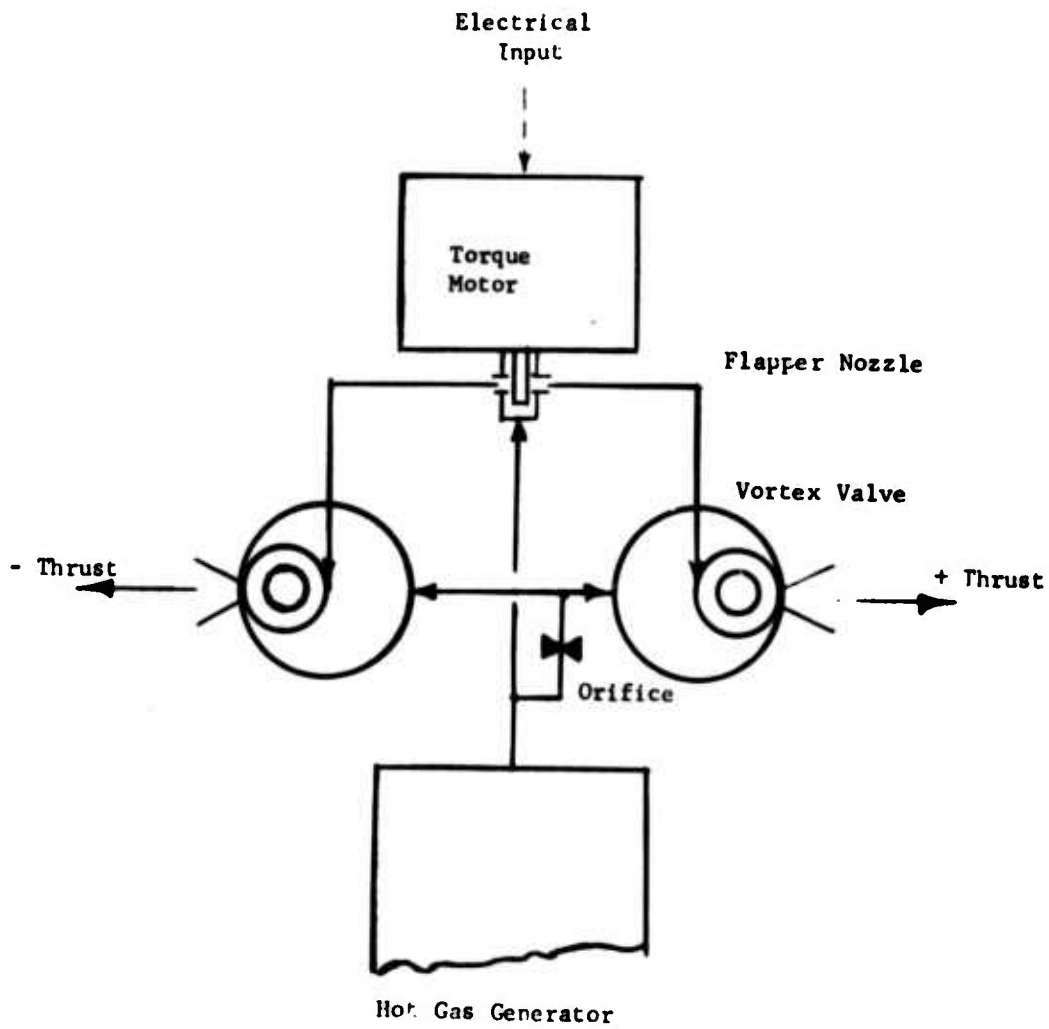 Electrical
Input
Torque
Motor
Flapper Nozzle
Vortex Valve
- Thrust
+ Thrust
Orifice
Hot Gas Generator